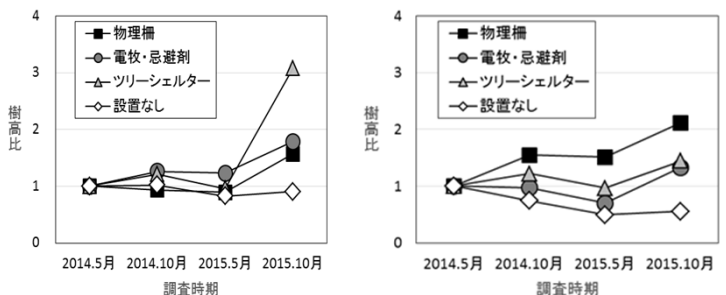 4
3
2
1
0
樹高比
物理柵
電牧・忌避剤
ツリーシェルター
設置なし
2014.5月 2014.10月 2015.5月 2015.10月
調査時期
4
3
2
1
0
樹高比
物理柵
電牧・忌避剤
ツリーシェルター
設置なし
2014.5月 2014.10月 2015.5月 2015.10月
調査時期